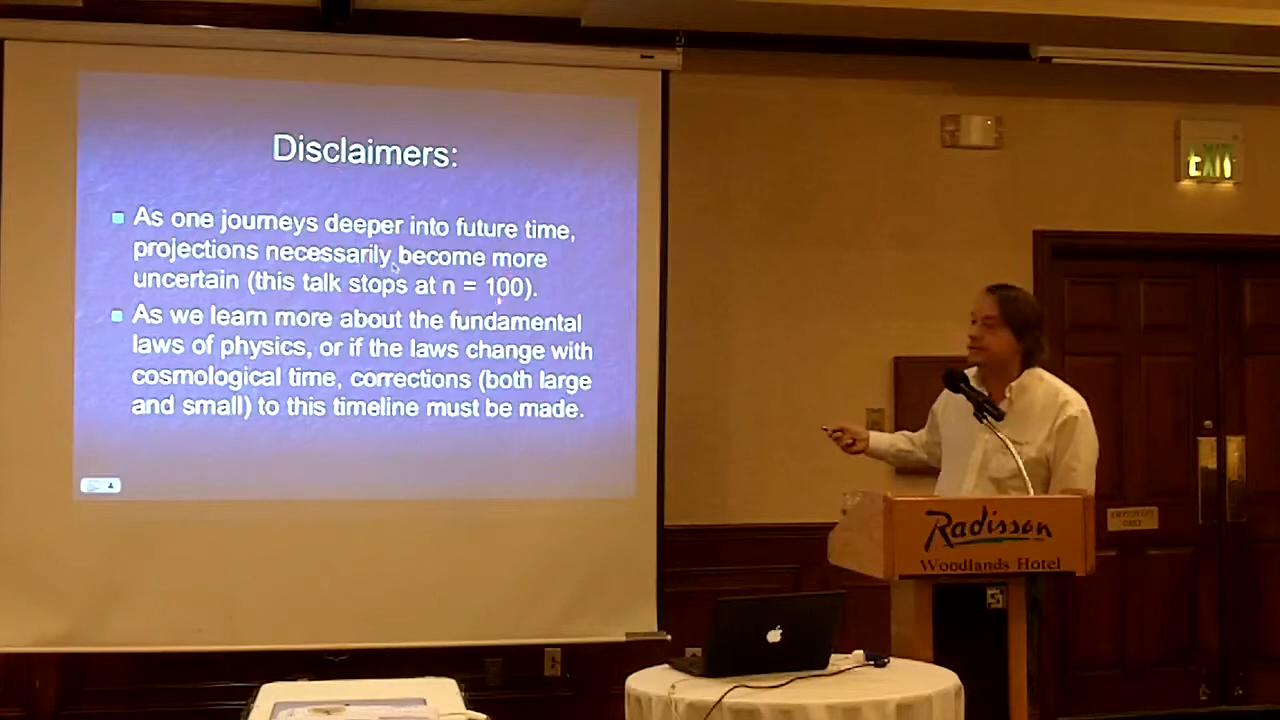 Disclaimers:
As one journeys deeper into future time,
projections necessarily become more
uncertain (this talk stops at n = 100).
As we learn more about the fundamental
laws of physics, or if the laws change with
cosmological time, corrections (both large
and small) to this timeline must be made.
EXIT
Radisson
Woodlands Hotel
EMPLOYEES
ONLY